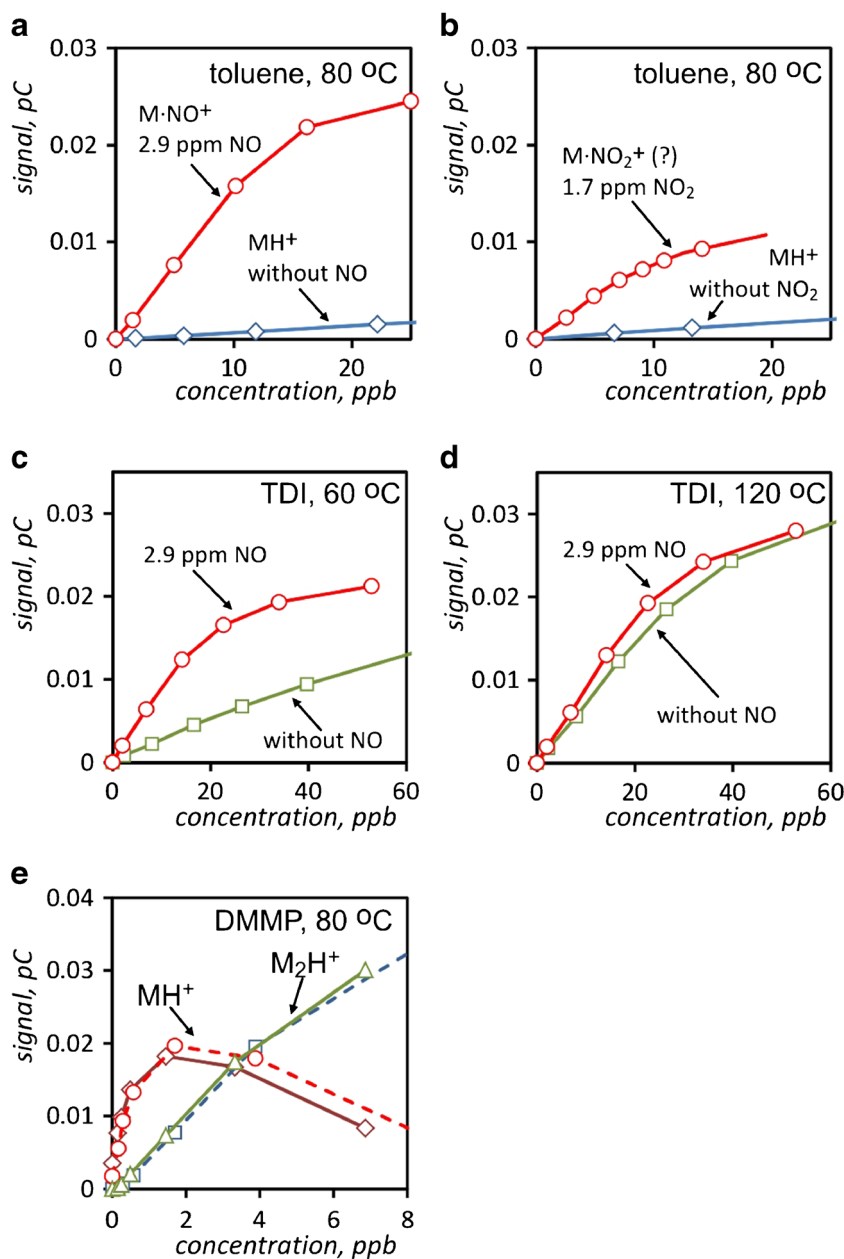 a
toluene, 80 ºC
signal, pC
0.03
0.02
0.01
0
M·NO⁺
2.9 ppm NO
MH⁺
without NO
0
10
20
concentration, ppb
b
toluene, 80 ºC
signal, pC
0.03
0.02
0.01
0
M·NO₂⁺ (?)
1.7 ppm NO₂
MH⁺
without NO₂
0
10
20
concentration, ppb
c
TDI, 60 ºC
signal, pC
0.03
0.02
0.01
0
2.9 ppm NO
without NO
0
20
40
60
concentration, ppb
d
TDI, 120 ºC
signal, pC
0.03
0.02
0.01
0
2.9 ppm NO
without NO
0
20
40
60
concentration, ppb
e
DMMP, 80 ºC
signal, pC
0.04
0.03
0.02
0.01
0
MH⁺
M₂H⁺
0
2
4
6
8
concentration, ppb